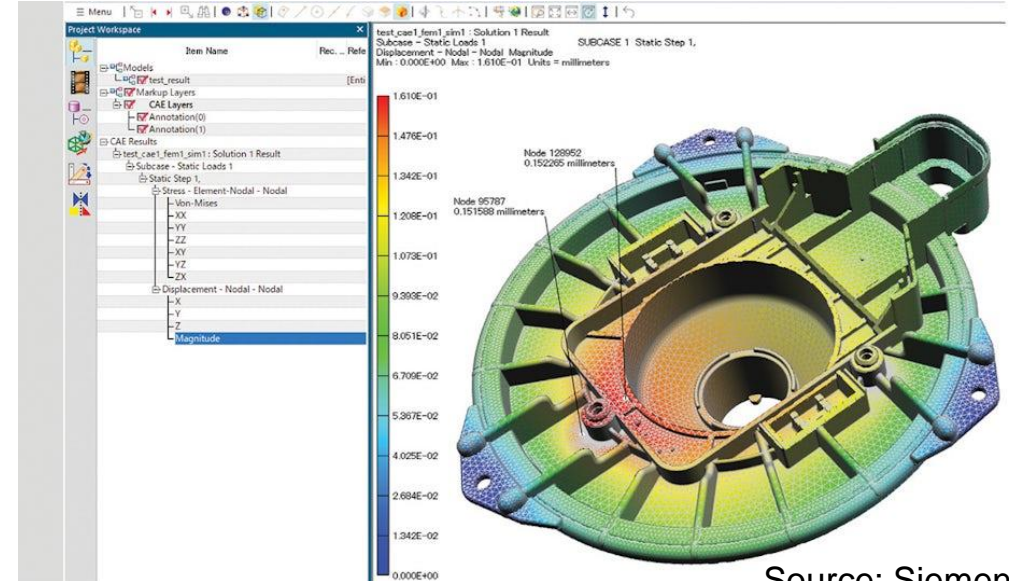 Menu
Project Workspace
Item Name Rec. .. Refe
Models
test_result [Enti
Markup Layers
CAE Layers
Annotation(0)
Annotation(1)
CAE Results
test_cae1_fem1_sim1 : Solution 1 Result
Subcase - Static Loads 1
Static Step 1,
Stress - Element-Nodal - Nodal
Von-Mises
XX
YY
ZZ
XY
YZ
ZX
Displacement - Nodal - Nodal
X
Y
Z
Magnitude
test_cae1_fem1_sim1 : Solution 1 Result
Subcase - Static Loads 1 SUBCASE 1 Static Step 1,
Displacement - Nodal - Nodal Magnitude
Min : 0.000E+00 Max : 1.610E-01 Units = millimeters
1.610E-01
1.476E-01
1.342E-01
1.208E-01
1.073E-01
9.393E-02
8.051E-02
6.709E-02
5.367E-02
4.025E-02
2.684E-02
1.342E-02
0.000E+00
Node 128952
0.152265 millimeters
Node 95787
0.151588 millimeters
Source: